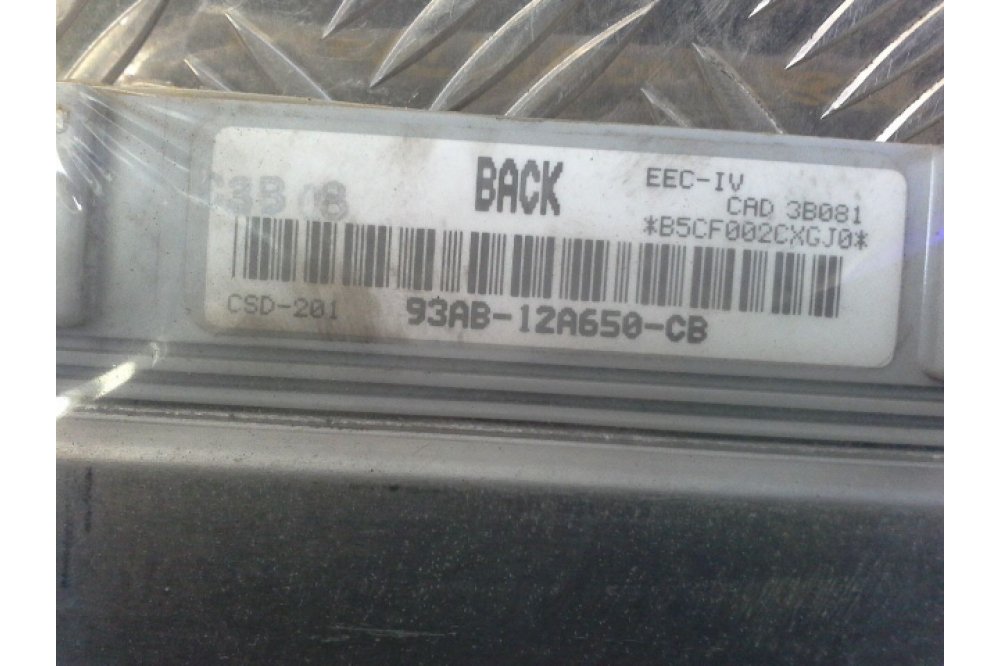 BACK
EEC-IV
CAD 3B081
*B5CF002CXGJ0*
CSD-201
93AB-12A650-CB